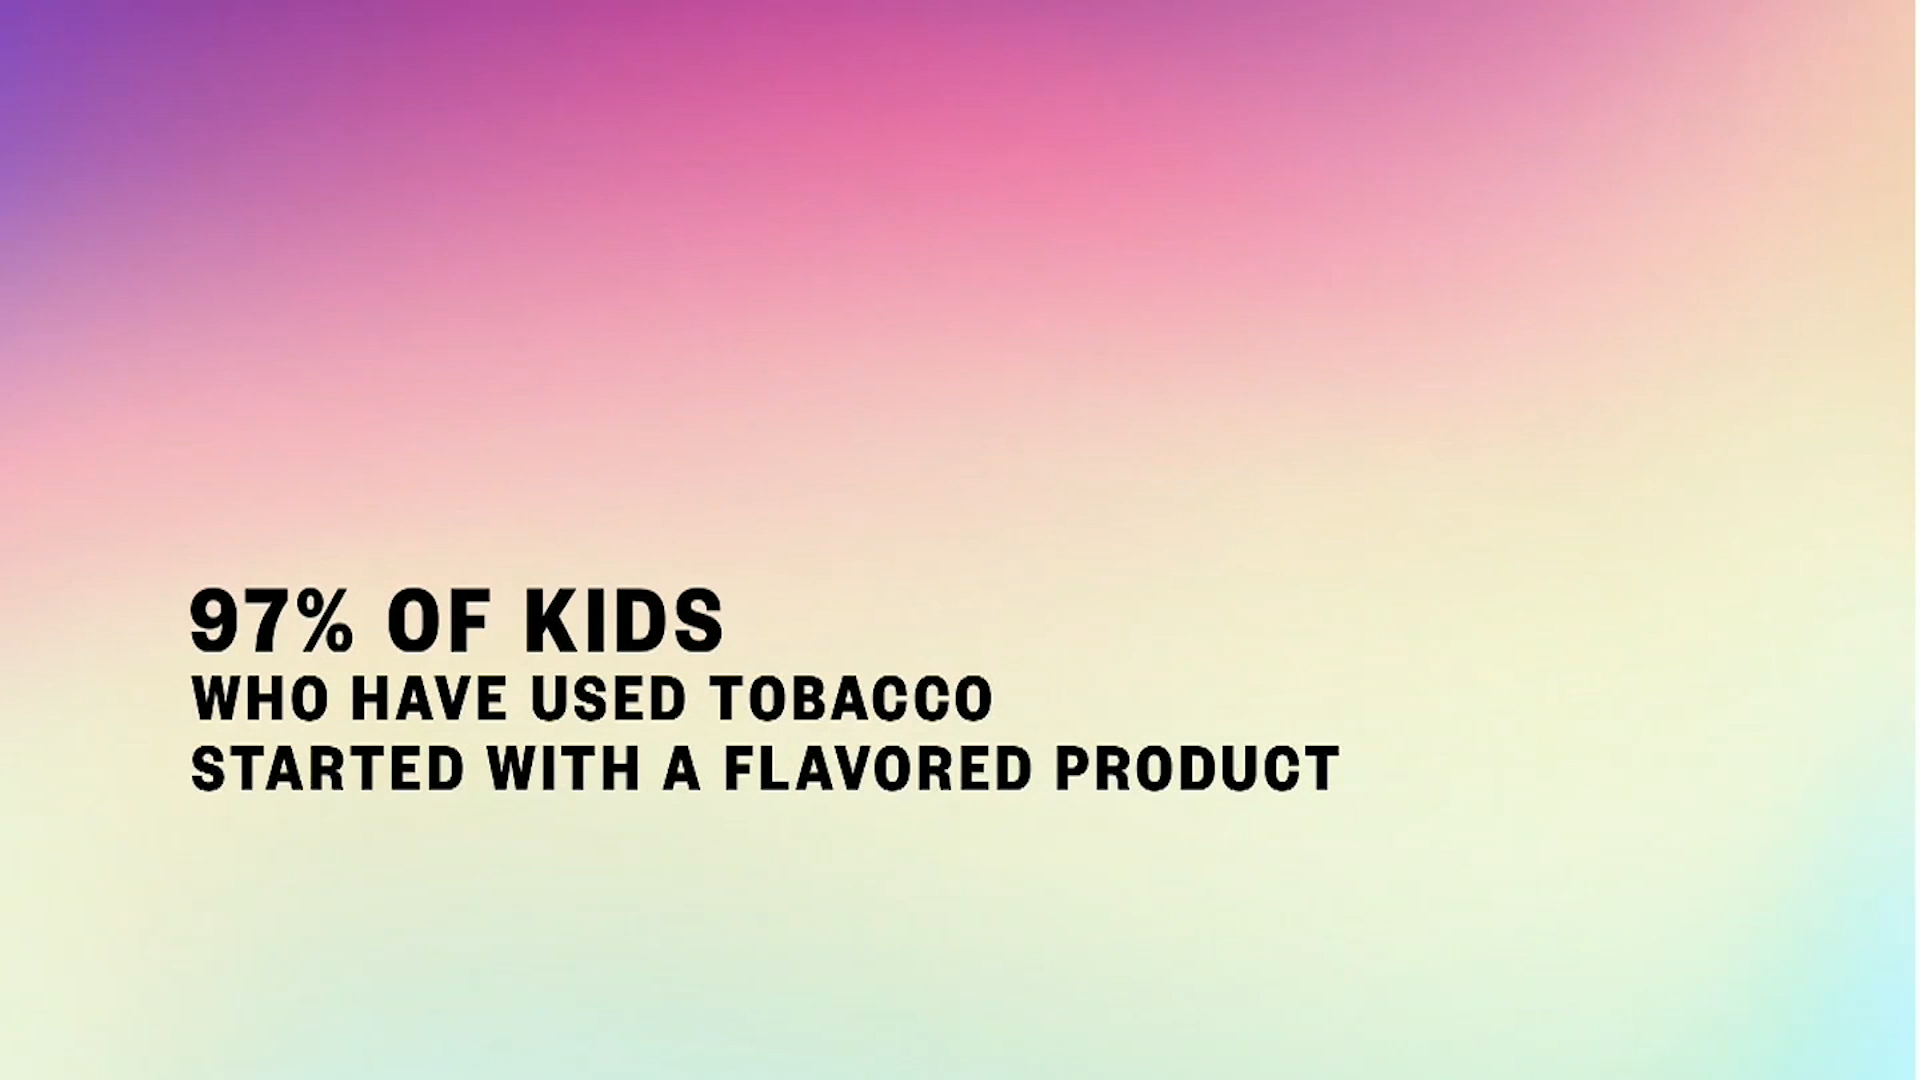 97% OF KIDS
WHO HAVE USED TOBACCO
STARTED WITH A FLAVORED PRODUCT